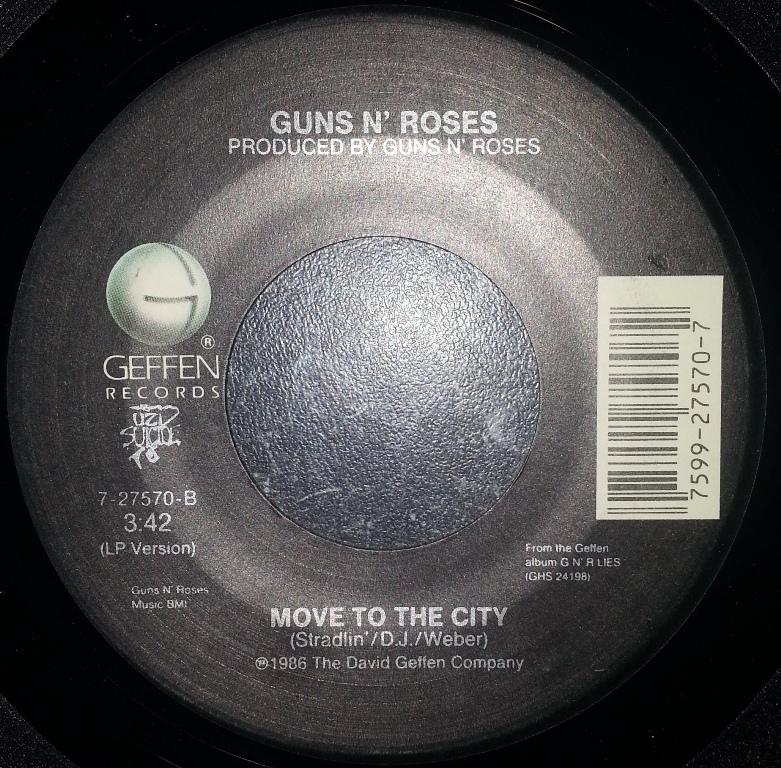 GUNS N' ROSES
PRODUCED BY GUNS N' ROSES
®
GEFFEN
RECORDS
7-27570-B
3:42
(LP Version)
Guns N' Roses
Music BMI
7599-27570-7
From the Geffen
album G N' R LIES
(GHS 24198)
MOVE TO THE CITY
(Stradlin'/D.J./Weber)
℗1986 The David Geffen Company